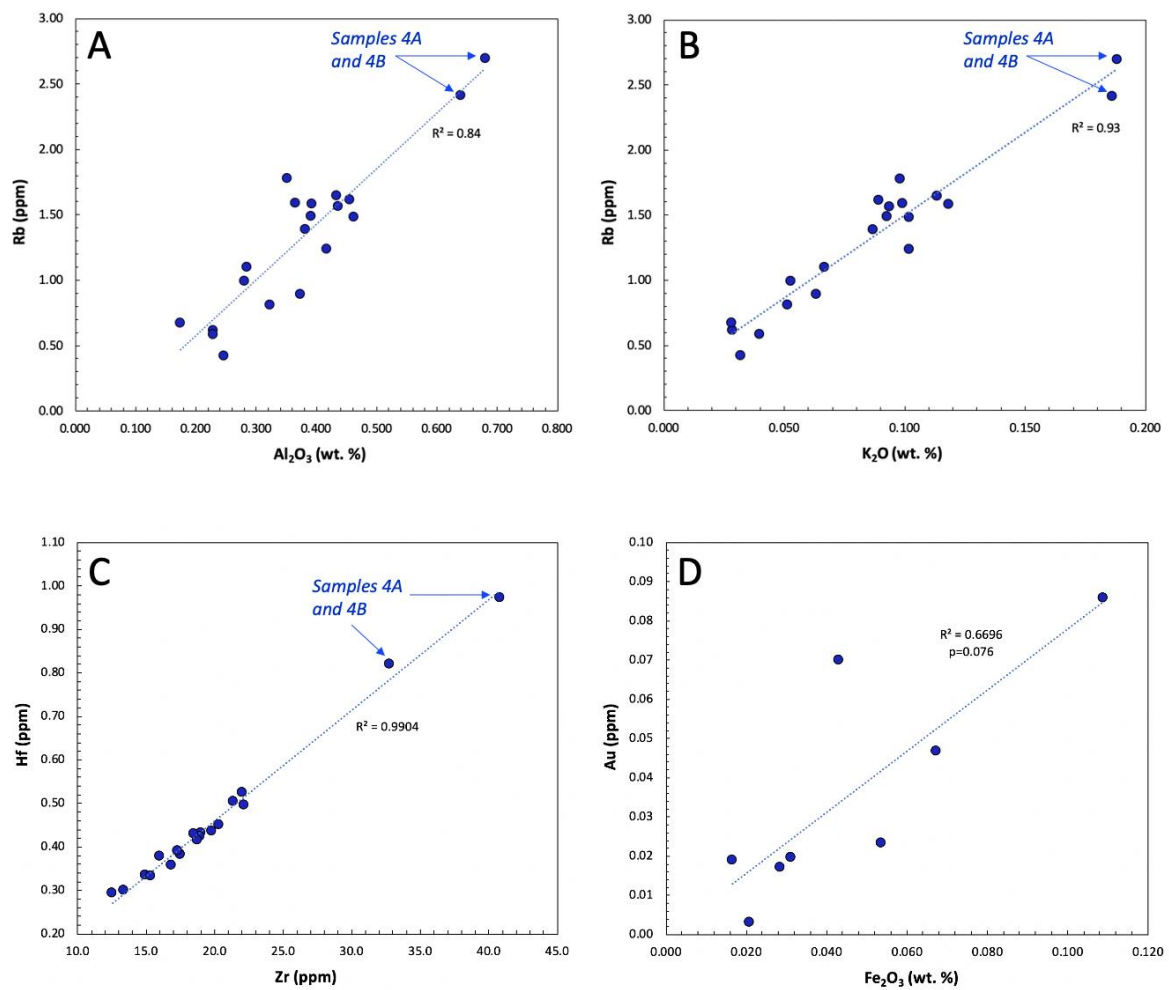 A
Samples 4A
and 4B
R² = 0.84
3.00
2.50
2.00
1.50
1.00
0.50
0.00
Rb (ppm)
0.000 0.100 0.200 0.300 0.400 0.500 0.600 0.700 0.800
Al₂O₃ (wt. %)
B
Samples 4A
and 4B
R² = 0.93
3.00
2.50
2.00
1.50
1.00
0.50
0.00
Rb (ppm)
0.000 0.050 0.100 0.150 0.200
K₂O (wt. %)
C
Samples 4A
and 4B
R² = 0.9904
1.10
1.00
0.90
0.80
0.70
0.60
0.50
0.40
0.30
0.20
Hf (ppm)
10.0 15.0 20.0 25.0 30.0 35.0 40.0 45.0
Zr (ppm)
D
R² = 0.6696
p=0.076
0.10
0.09
0.08
0.07
0.06
0.05
0.04
0.03
0.02
0.01
0.00
Au (ppm)
0.000 0.020 0.040 0.060 0.080 0.100 0.120
Fe₂O₃ (wt. %)